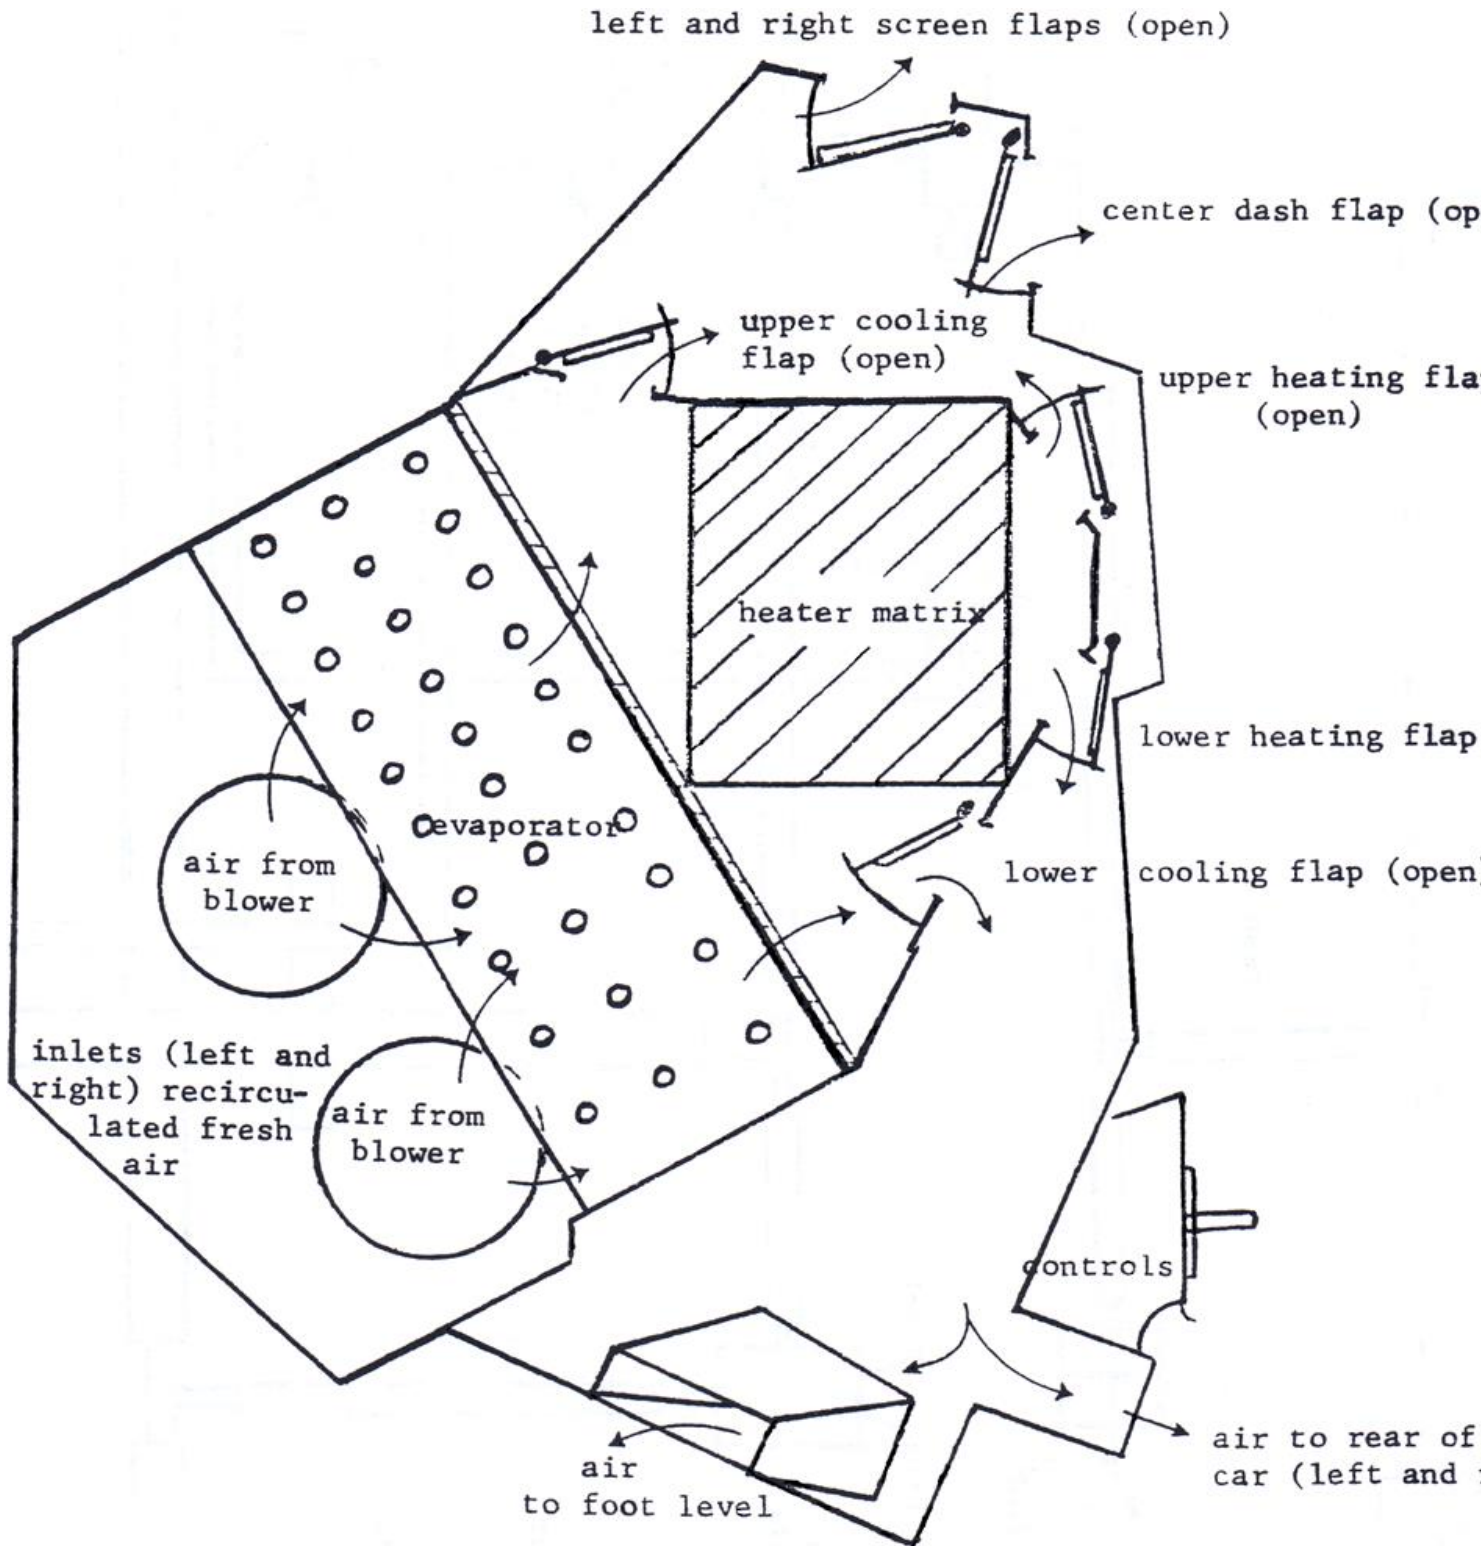 left and right screen flaps (open)
center dash flap (op
upper cooling
flap (open)
upper heating fla
(open)
heater matrix
lower heating flap
evaporator
air from
blower
lower cooling flap (open)
inlets (left and
right) recircu-
lated fresh
air
air from
blower
controls
air to rear of
car (left and
air
to foot level